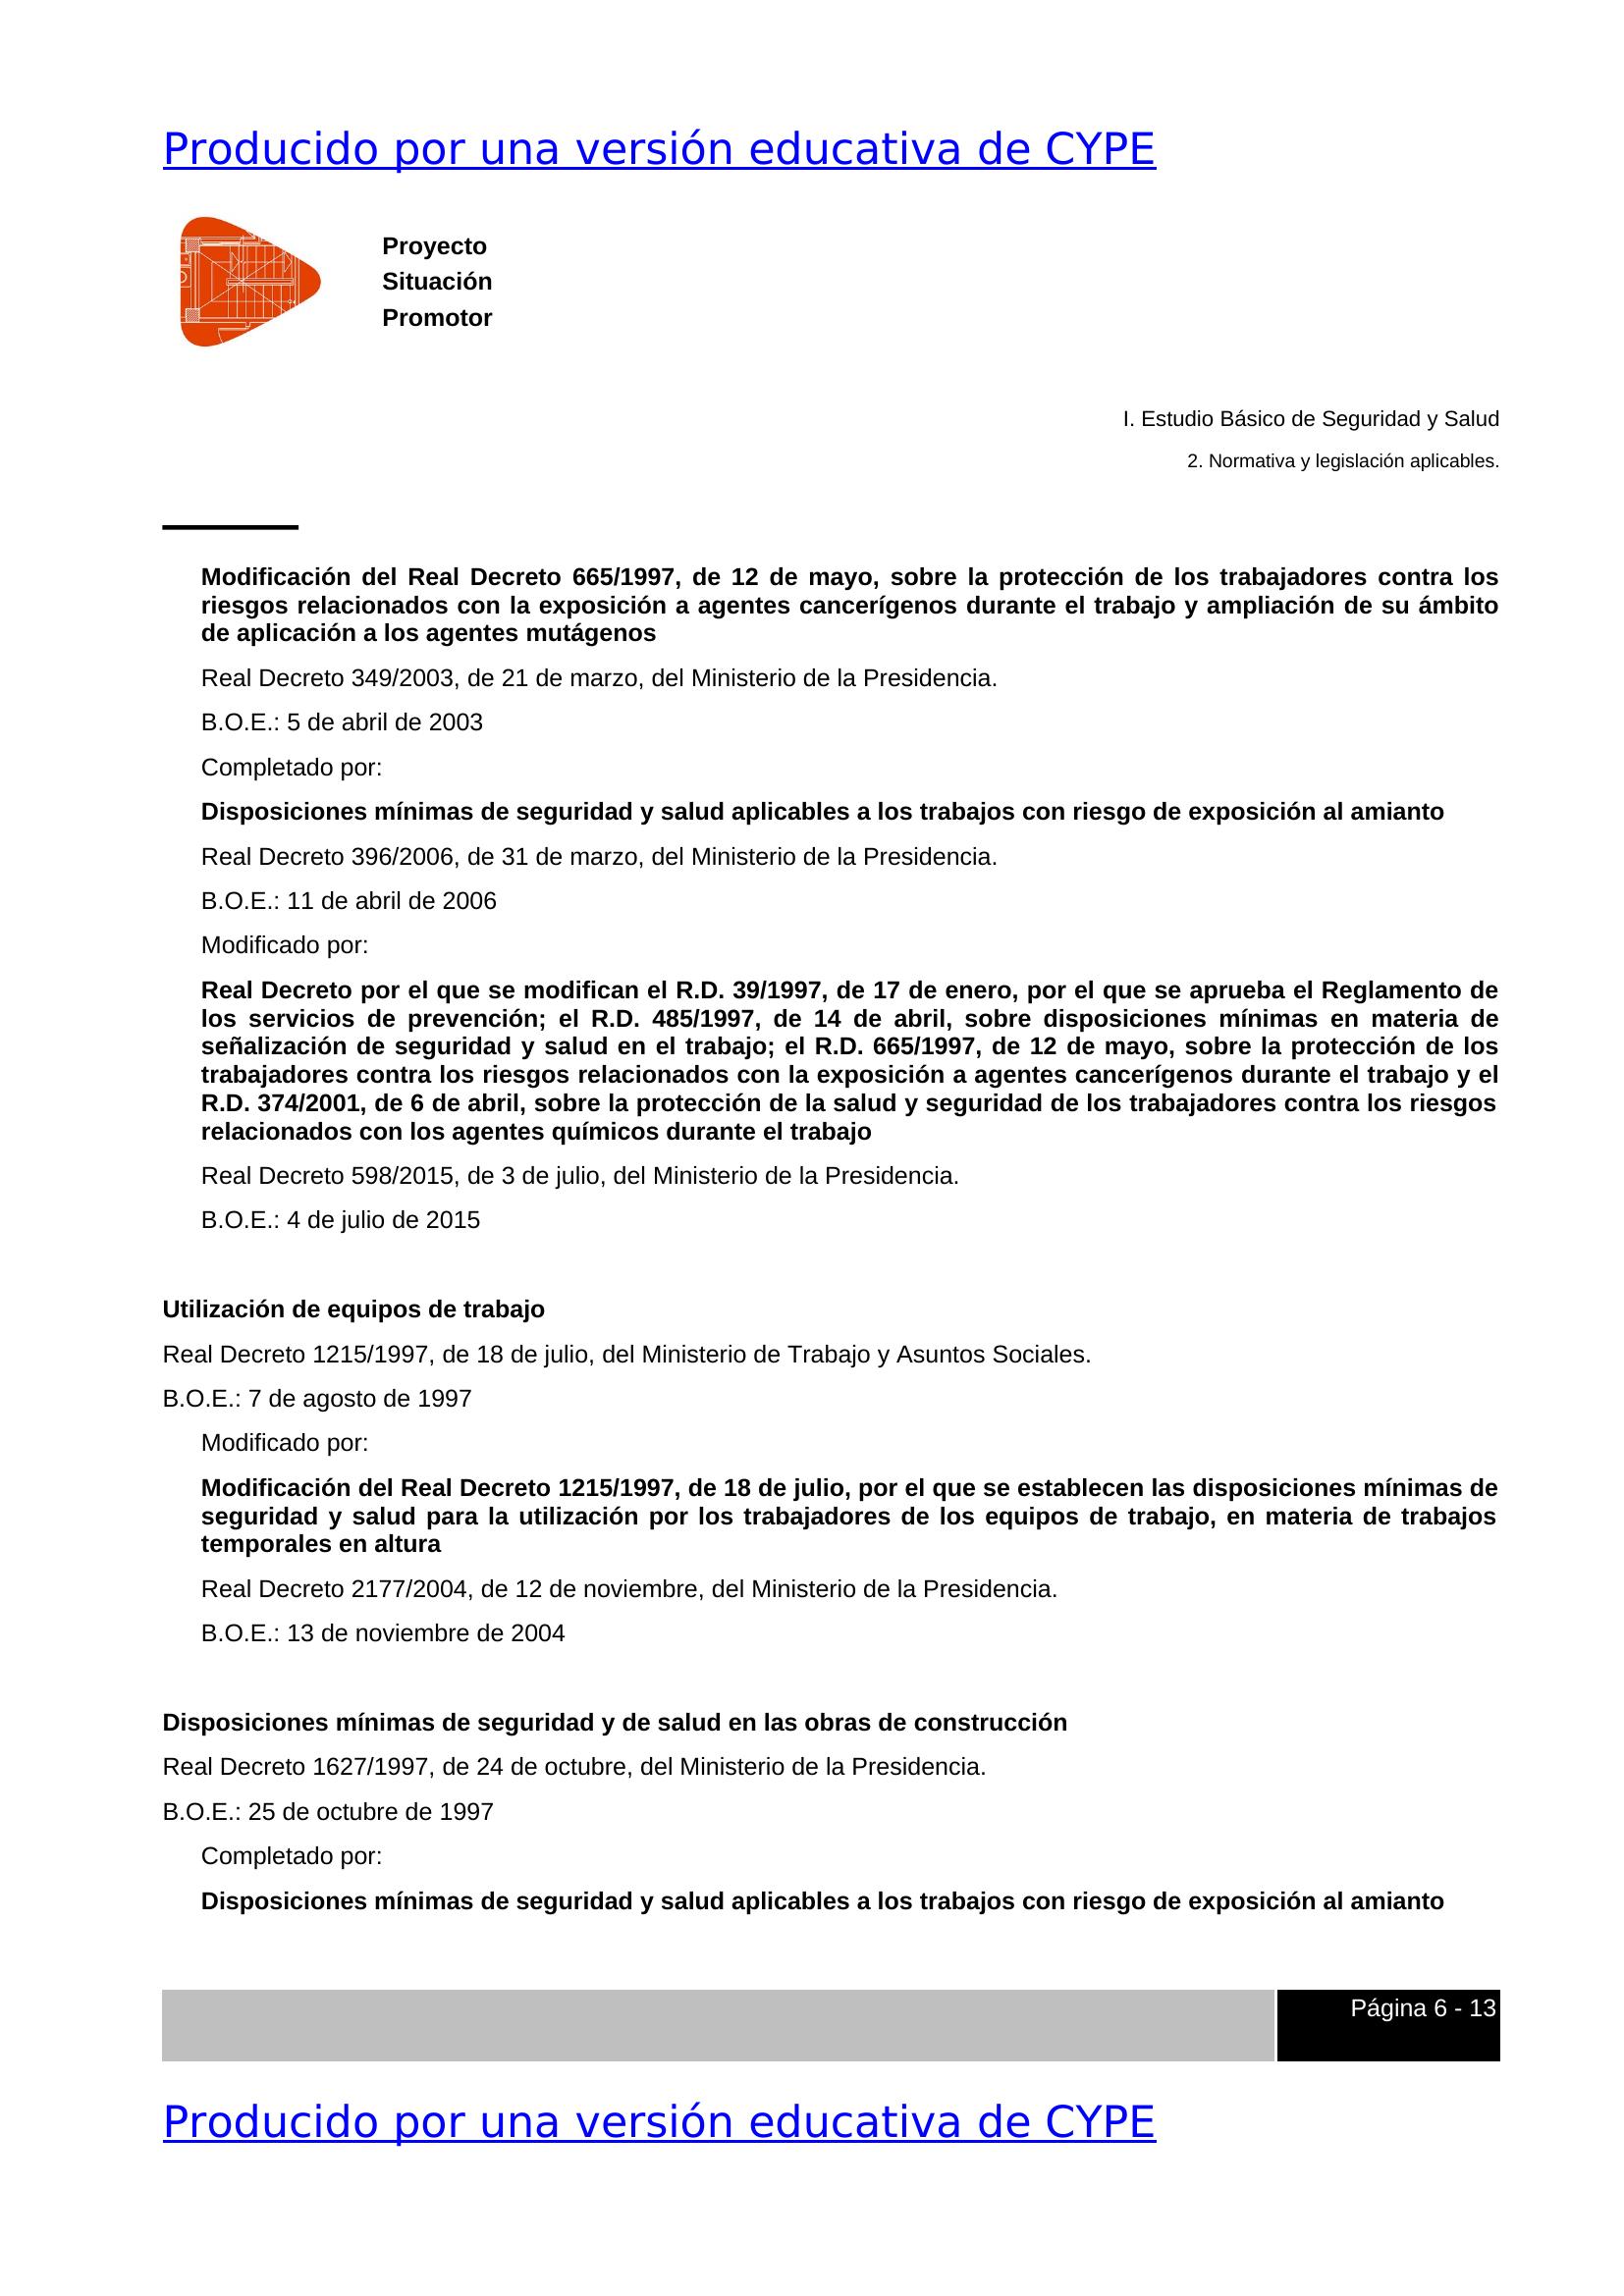 Producido por una versión educativa de CYPE
Proyecto
Situación
Promotor
I. Estudio Básico de Seguridad y Salud
2. Normativa y legislación aplicables.
Modificación del Real Decreto 665/1997, de 12 de mayo, sobre la protección de los trabajadores contra los
riesgos relacionados con la exposición a agentes cancerígenos durante el trabajo y ampliación de su ámbito
de aplicación a los agentes mutágenos
Real Decreto 349/2003, de 21 de marzo, del Ministerio de la Presidencia.
B.O.E.: 5 de abril de 2003
Completado por:
Disposiciones mínimas de seguridad y salud aplicables a los trabajos con riesgo de exposición al amianto
Real Decreto 396/2006, de 31 de marzo, del Ministerio de la Presidencia.
B.O.E.: 11 de abril de 2006
Modificado por:
Real Decreto por el que se modifican el R.D. 39/1997, de 17 de enero, por el que se aprueba el Reglamento de
los servicios de prevención; el R.D. 485/1997, de 14 de abril, sobre disposiciones mínimas en materia de
señalización de seguridad y salud en el trabajo; el R.D. 665/1997, de 12 de mayo, sobre la protección de los
trabajadores contra los riesgos relacionados con la exposición a agentes cancerígenos durante el trabajo y el
R.D. 374/2001, de 6 de abril, sobre la protección de la salud y seguridad de los trabajadores contra los riesgos
relacionados con los agentes químicos durante el trabajo
Real Decreto 598/2015, de 3 de julio, del Ministerio de la Presidencia.
B.O.E.: 4 de julio de 2015
Utilización de equipos de trabajo
Real Decreto 1215/1997, de 18 de julio, del Ministerio de Trabajo y Asuntos Sociales.
B.O.E.: 7 de agosto de 1997
Modificado por:
Modificación del Real Decreto 1215/1997, de 18 de julio, por el que se establecen las disposiciones mínimas de
seguridad y salud para la utilización por los trabajadores de los equipos de trabajo, en materia de trabajos
temporales en altura
Real Decreto 2177/2004, de 12 de noviembre, del Ministerio de la Presidencia.
B.O.E.: 13 de noviembre de 2004
Disposiciones mínimas de seguridad y de salud en las obras de construcción
Real Decreto 1627/1997, de 24 de octubre, del Ministerio de la Presidencia.
B.O.E.: 25 de octubre de 1997
Completado por:
Disposiciones mínimas de seguridad y salud aplicables a los trabajos con riesgo de exposición al amianto
Página 6 - 13
Producido por una versión educativa de CYPE